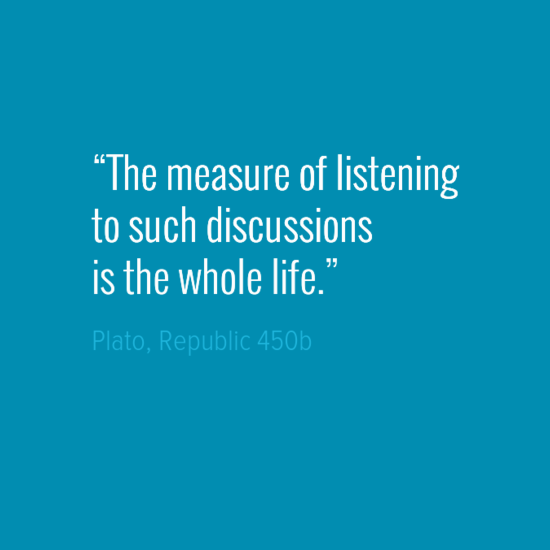 “The measure of listening
to such discussions
is the whole life.”
Plato, Republic 450b